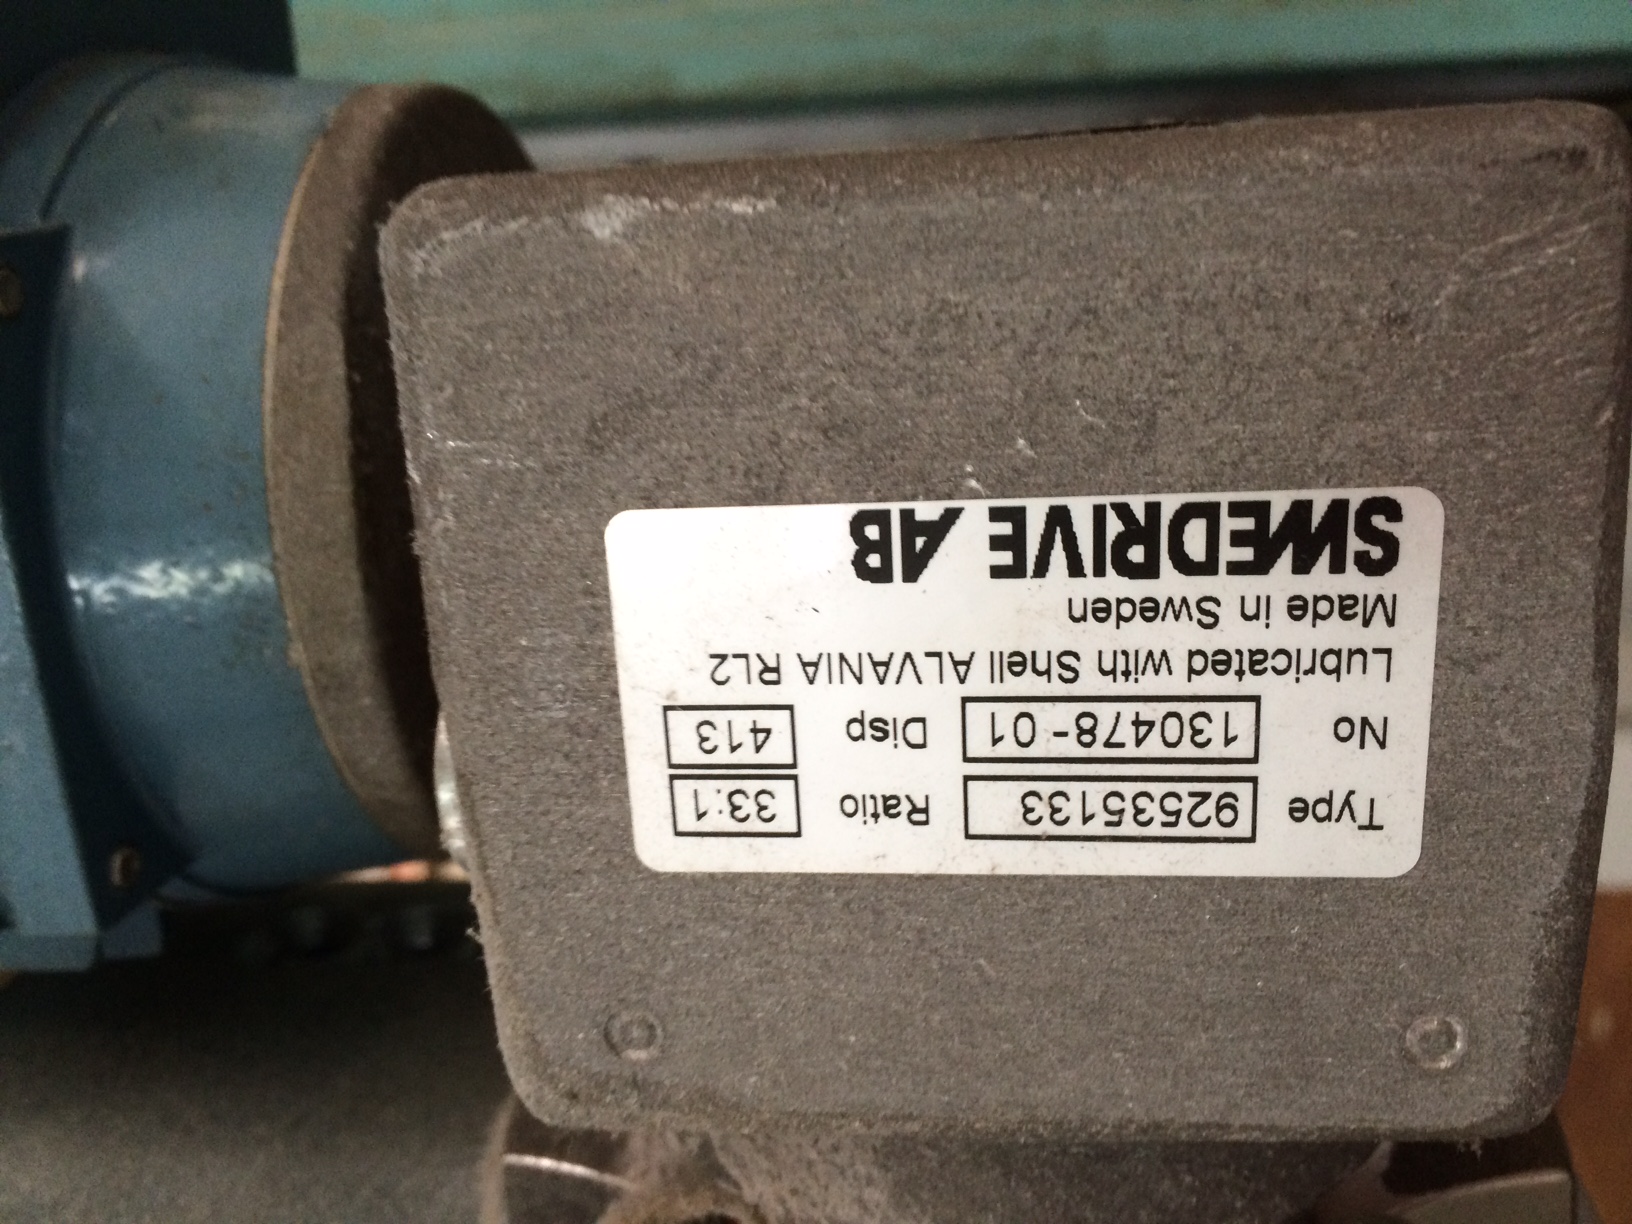 SWEDRIVE AB
Made in Sweden
Lubricated with Shell ALVANIA RL2
No 130478-01 Disp 413
Type 92535133 Ratio 33:1